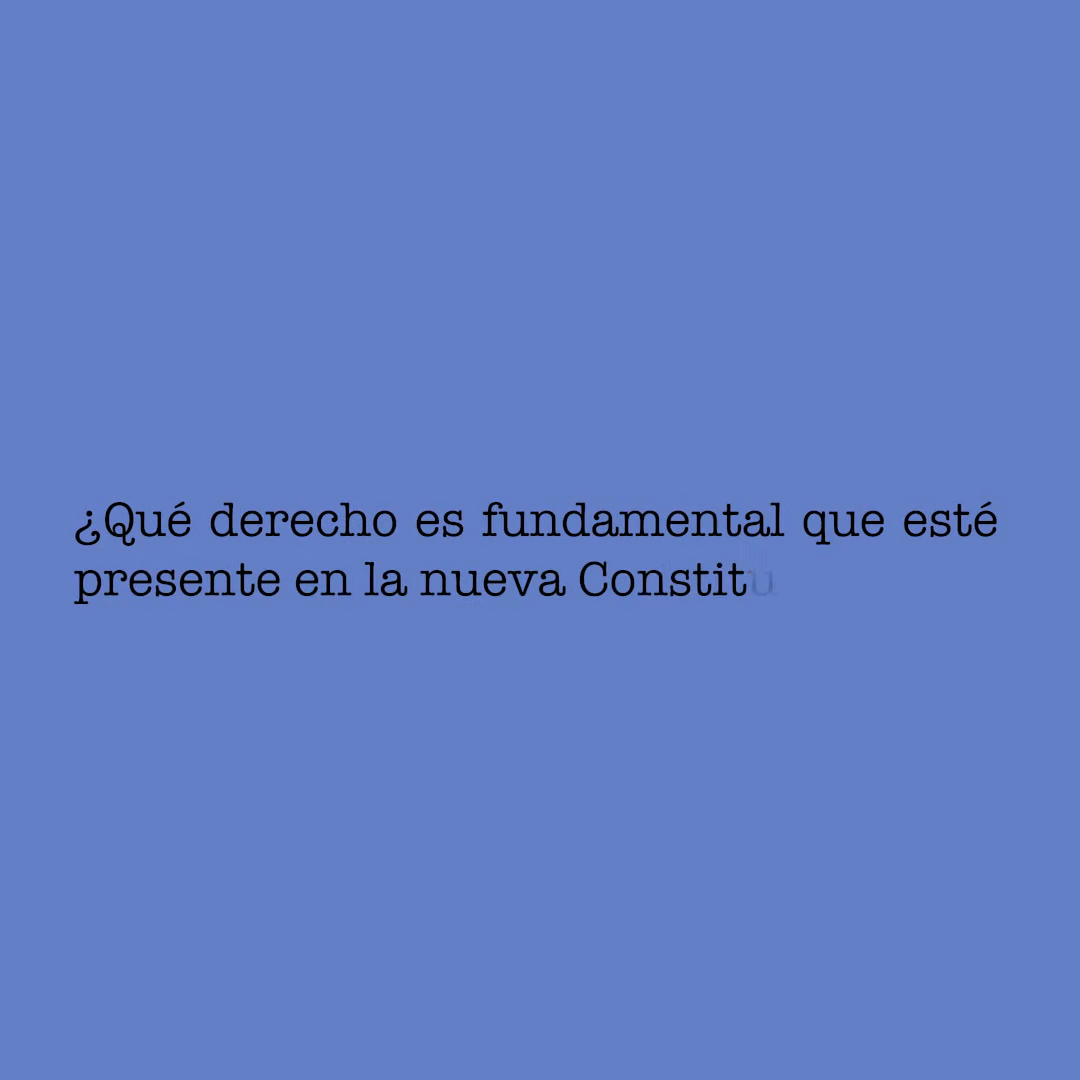 ¿Qué derecho es fundamental que esté
presente en la nueva Constitu